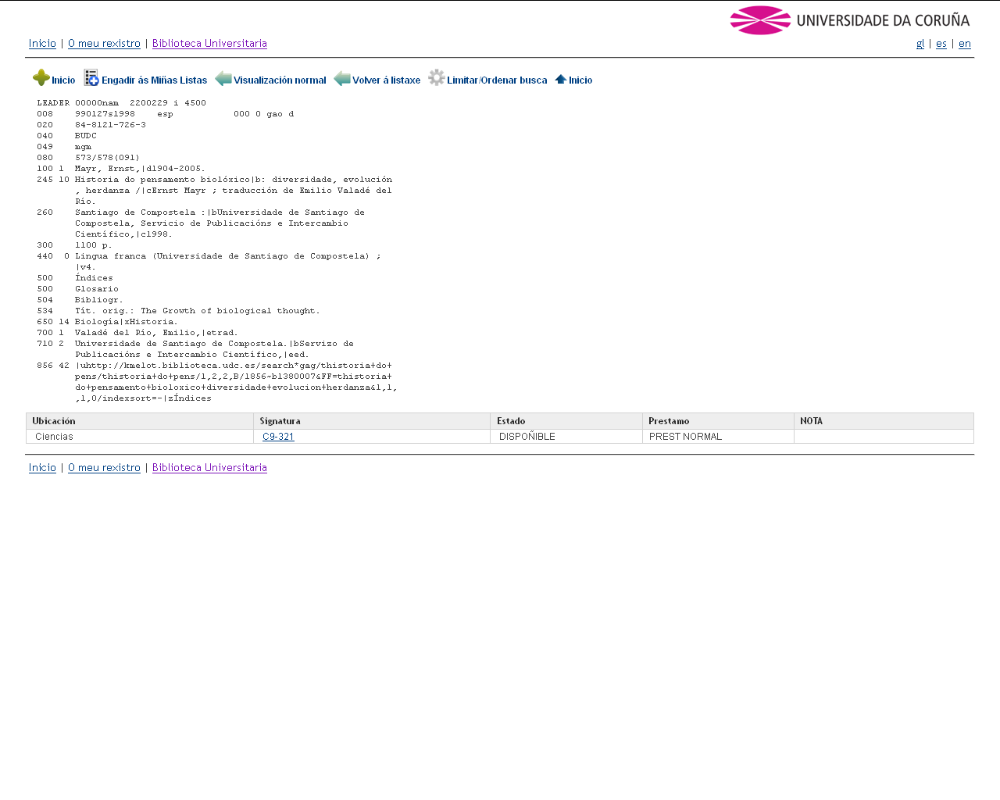 UNIVERSIDADE DA CORUÑA
Inicio | O meu rexistro | Biblioteca Universitaria
gl | es | en
Inicio Engadir ás Miñas Listas Visualización normal Volver á listaxe Limitar/Ordenar busca Inicio
LEADER 00000nam  2200229 i 4500
008    990127s1998    esp           000 0 gao d
020    84-8121-726-3
040    BUDC
049    mgm
080    573/578(091)
100 1  Mayr, Ernst,|d1904-2005.
245 10 Historia do pensamento biolóxico|b: diversidade, evolución
, herdanza /|cErnst Mayr ; traducción de Emilio Valadé del
Río.
260    Santiago de Compostela :|bUniversidade de Santiago de
Compostela, Servicio de Publicacións e Intercambio
Científico,|c1998.
300    1100 p.
440  0 Lingua franca (Universidade de Santiago de Compostela) ;
|v4.
500    Índices
500    Glosario
504    Bibliogr.
534    Tít. orig.: The Growth of biological thought.
650 14 Biología|xHistoria.
700 1  Valadé del Río, Emilio,|etrad.
710 2  Universidade de Santiago de Compostela.|bServizo de
Publicacións e Intercambio Científico,|eed.
856 42 |uhttp://kmelot.biblioteca.udc.es/search*gag/thistoria+do+
pens/thistoria+do+pens/1,2,2,B/1856~b1380007&FF=thistoria+
do+pensamento+bioloxico+diversidade+evolucion+herdanza&1,1,
,1,0/indexsort=-|zÍndices
Ubicación Signatura Estado Prestamo NOTA
Ciencias C9-321 DISPOÑIBLE PREST NORMAL
Inicio | O meu rexistro | Biblioteca Universitaria